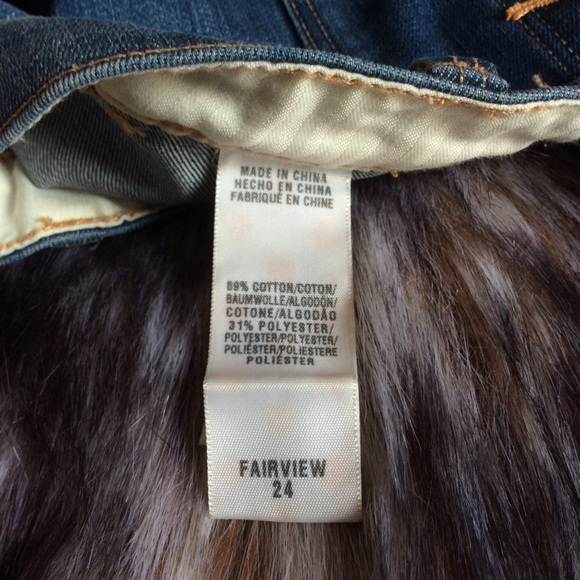 MADE IN CHINA
HECHO EN CHINA
FABRIQUÉ EN CHINE
69% COTTON/COTON/
BAUMWOLLE/ALGODÓN/
COTONE/ALGODÃO
31% POLYESTER/
POLYESTER/POLYESTER/
POLIÉSTER/POLIESTERE
POLIÉSTER
FAIRVIEW
24